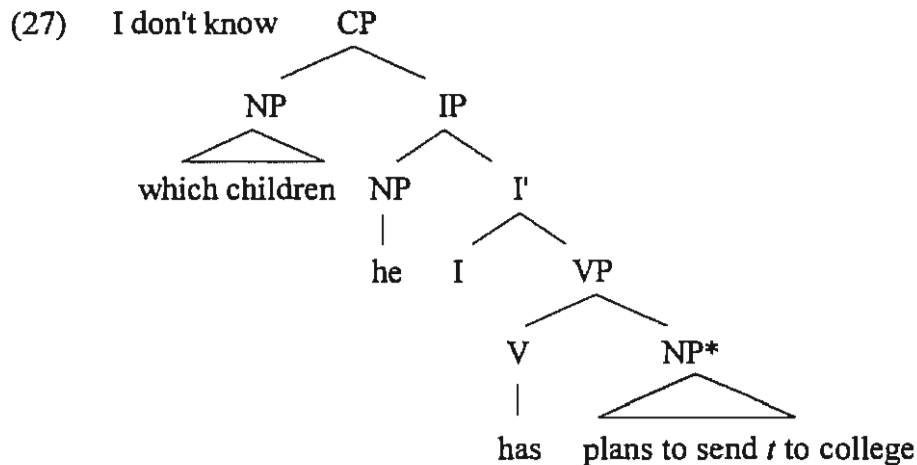 (27) I don't know CP
NP IP
which children NP I'
he I VP
V NP*
has plans to send t to college